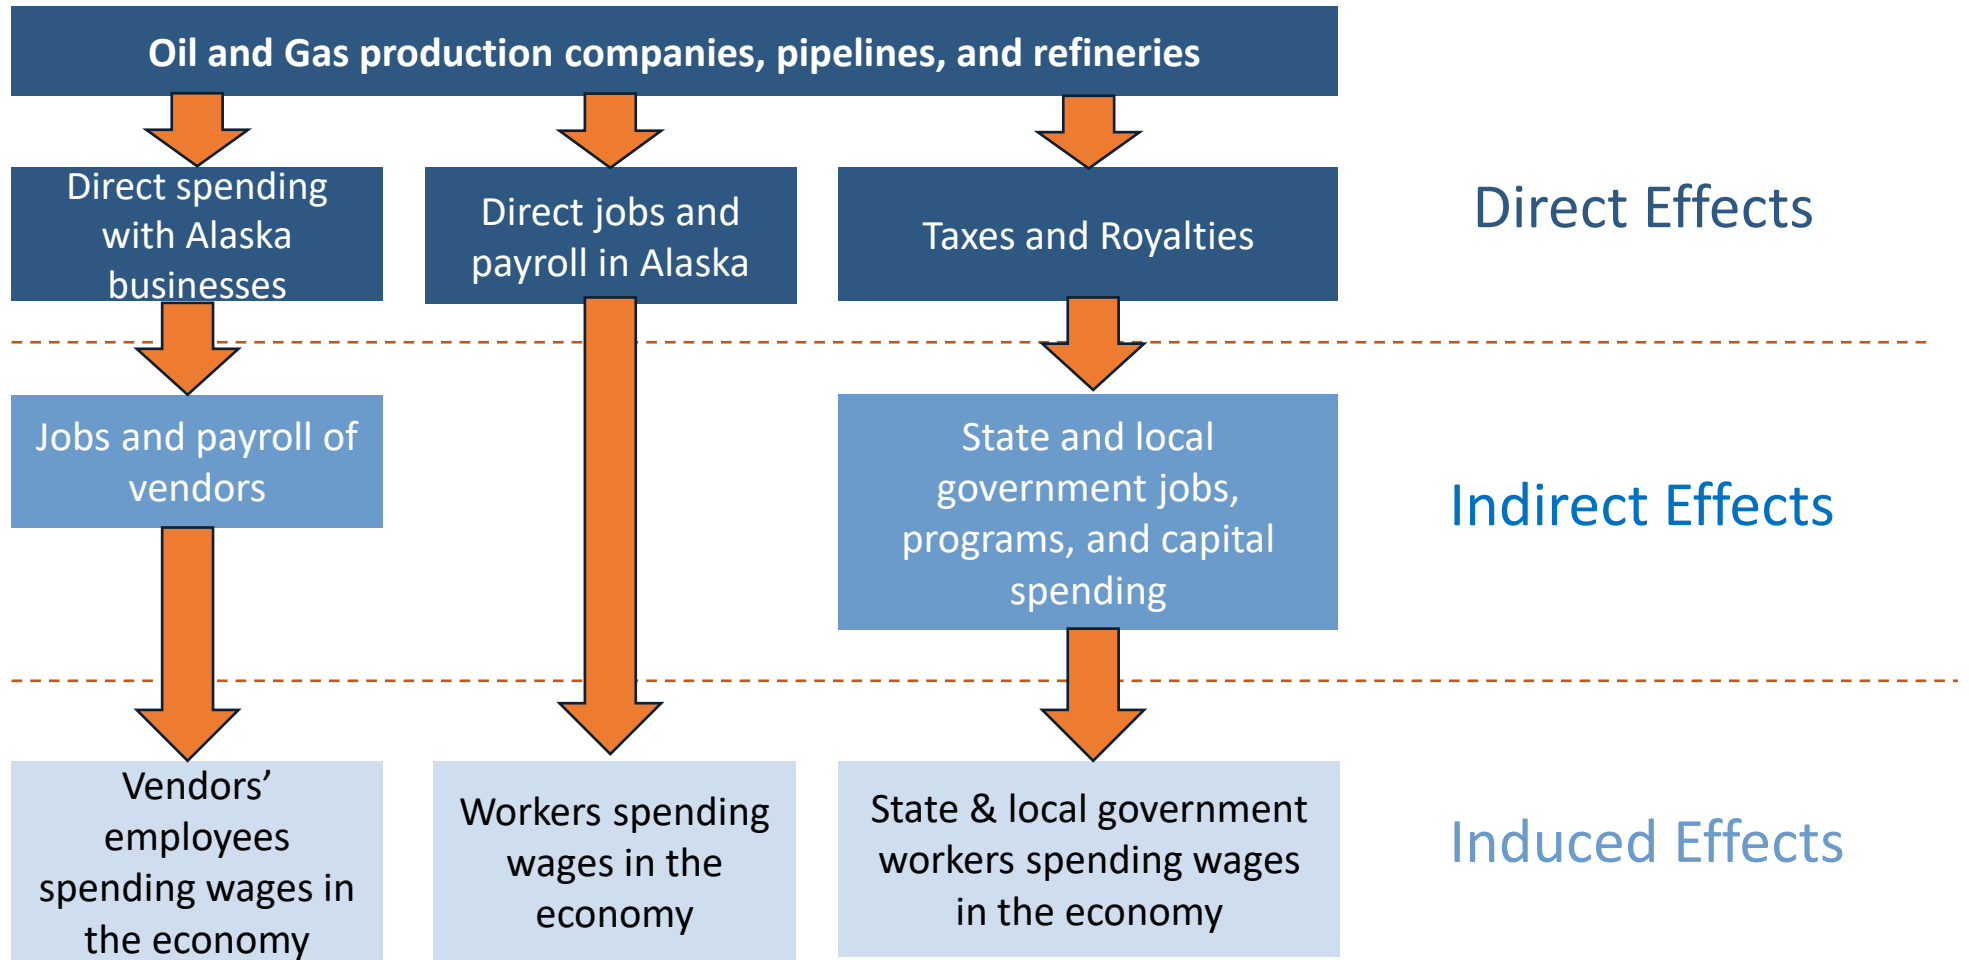 Oil and Gas production companies, pipelines, and refineries
Direct spending
with Alaska
businesses
Direct jobs and
payroll in Alaska
Taxes and Royalties
Direct Effects
Jobs and payroll of
vendors
State and local
government jobs,
programs, and capital
spending
Indirect Effects
Vendors’
employees
spending wages in
the economy
Workers spending
wages in the
economy
State & local government
workers spending wages
in the economy
Induced Effects